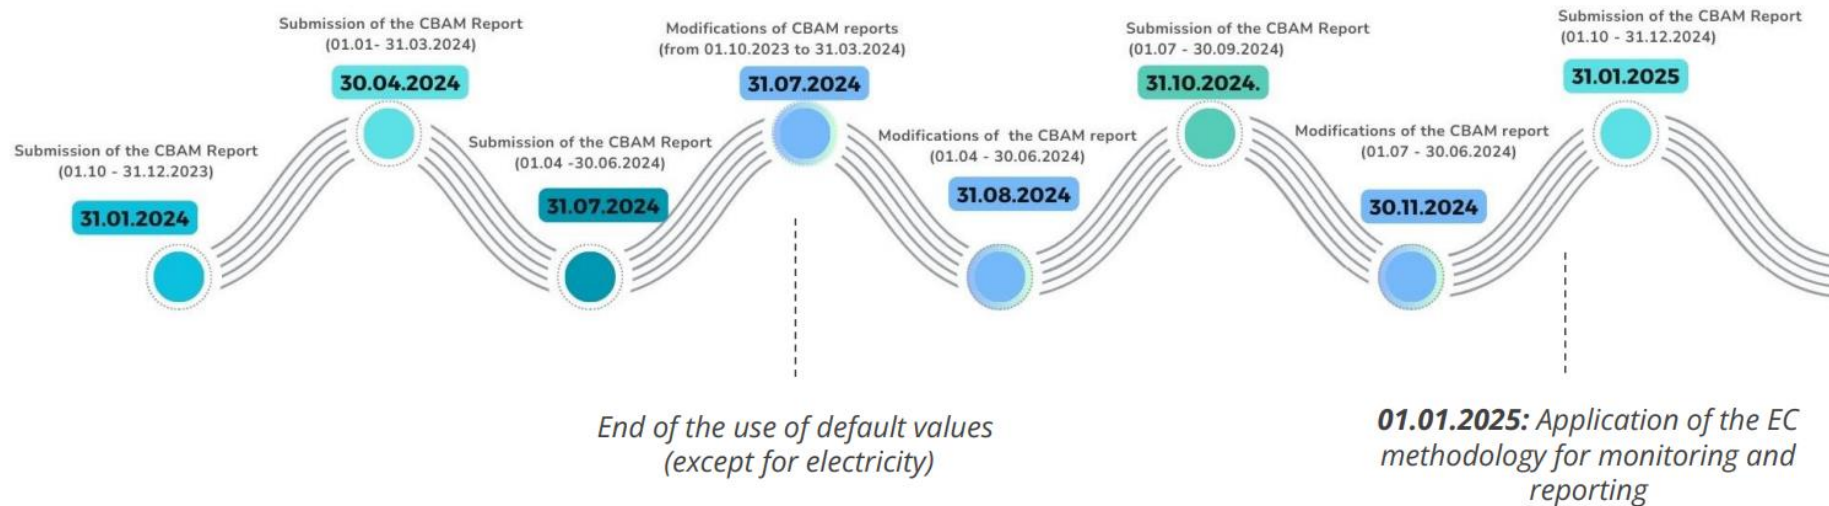 Submission of the CBAM Report
(01.10 - 31.12.2023)
31.01.2024
Submission of the CBAM Report
(01.01- 31.03.2024)
30.04.2024
Submission of the CBAM Report
(01.04 -30.06.2024)
31.07.2024
Modifications of CBAM reports
(from 01.10.2023 to 31.03.2024)
31.07.2024
Modifications of  the CBAM report
(01.04 - 30.06.2024)
31.08.2024
Submission of the CBAM Report
(01.07 - 30.09.2024)
31.10.2024.
Modifications of the CBAM report
(01.07 - 30.06.2024)
30.11.2024
Submission of the CBAM Report
(01.10 - 31.12.2024)
31.01.2025
End of the use of default values
(except for electricity)
01.01.2025: Application of the EC
methodology for monitoring and
reporting